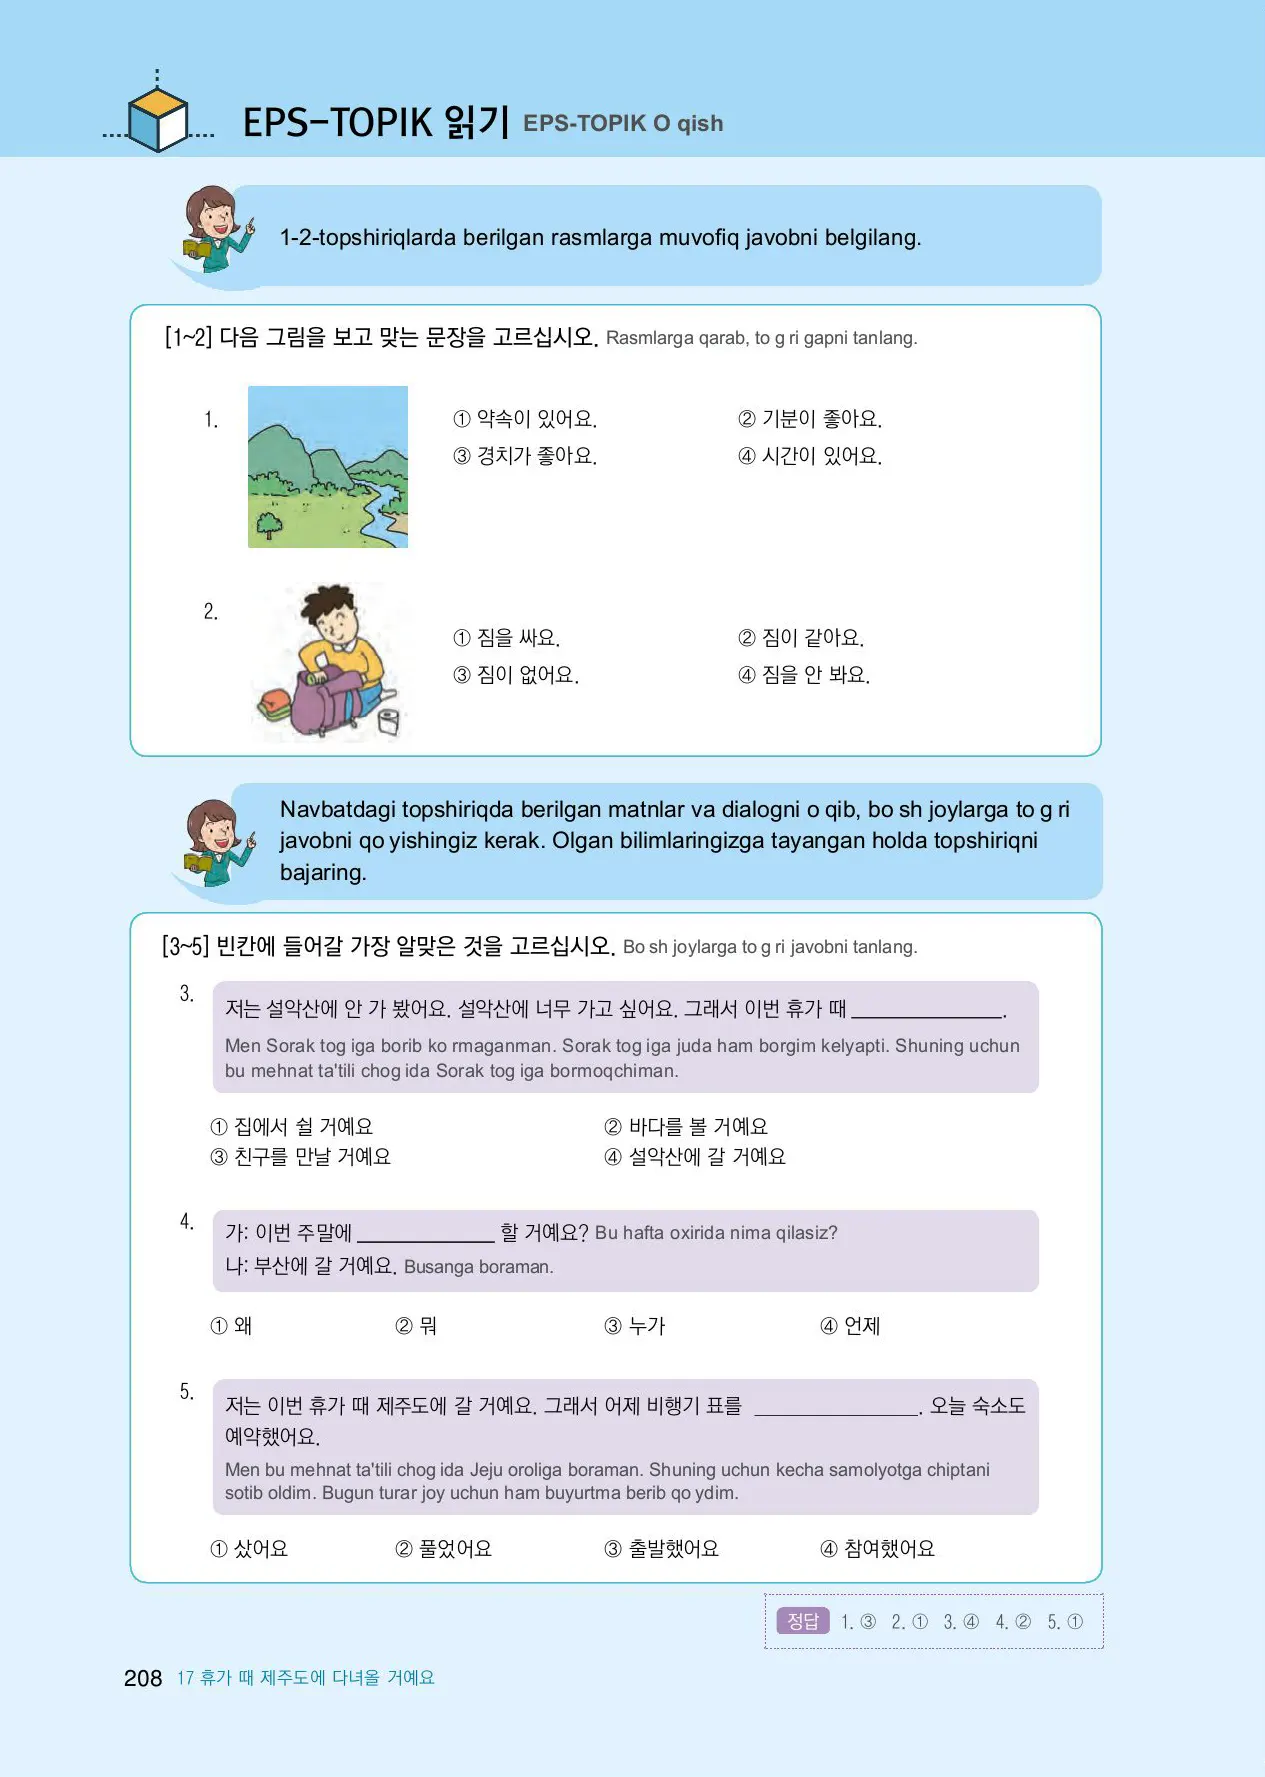 EPS-TOPIK 읽기 EPS-TOPIK O qish
1-2-topshiriqlarda berilgan rasmlarga muvofiq javobni belgilang.
[1~2] 다음 그림을 보고 맞는 문장을 고르십시오. Rasmlarga qarab, to g ri gapni tanlang.
1.
① 약속이 있어요. ② 기분이 좋아요.
③ 경치가 좋아요. ④ 시간이 있어요.
2.
① 짐을 싸요. ② 짐이 같아요.
③ 짐이 없어요. ④ 짐을 안 봐요.
Navbatdagi topshiriqda berilgan matnlar va dialogni o qib, bo sh joylarga to g ri
javobni qo yishingiz kerak. Olgan bilimlaringizga tayangan holda topshiriqni
bajaring.
[3~5] 빈칸에 들어갈 가장 알맞은 것을 고르십시오. Bo sh joylarga to g ri javobni tanlang.
3.
저는 설악산에 안 가 봤어요. 설악산에 너무 가고 싶어요. 그래서 이번 휴가 때 ______________.
Men Sorak tog iga borib ko rmaganman. Sorak tog iga juda ham borgim kelyapti. Shuning uchun
bu mehnat ta'tili chog ida Sorak tog iga bormoqchiman.
① 집에서 쉴 거예요 ② 바다를 볼 거예요
③ 친구를 만날 거예요 ④ 설악산에 갈 거예요
4.
가: 이번 주말에 _____________ 할 거예요? Bu hafta oxirida nima qilasiz?
나: 부산에 갈 거예요. Busanga boraman.
① 왜 ② 뭐 ③ 누가 ④ 언제
5.
저는 이번 휴가 때 제주도에 갈 거예요. 그래서 어제 비행기 표를 _______________. 오늘 숙소도
예약했어요.
Men bu mehnat ta'tili chog ida Jeju oroliga boraman. Shuning uchun kecha samolyotga chiptani
sotib oldim. Bugun turar joy uchun ham buyurtma berib qo ydim.
① 샀어요 ② 풀었어요 ③ 출발했어요 ④ 참여했어요
정답 1. ③ 2. ① 3. ④ 4. ② 5. ①
208 17 휴가 때 제주도에 다녀올 거예요